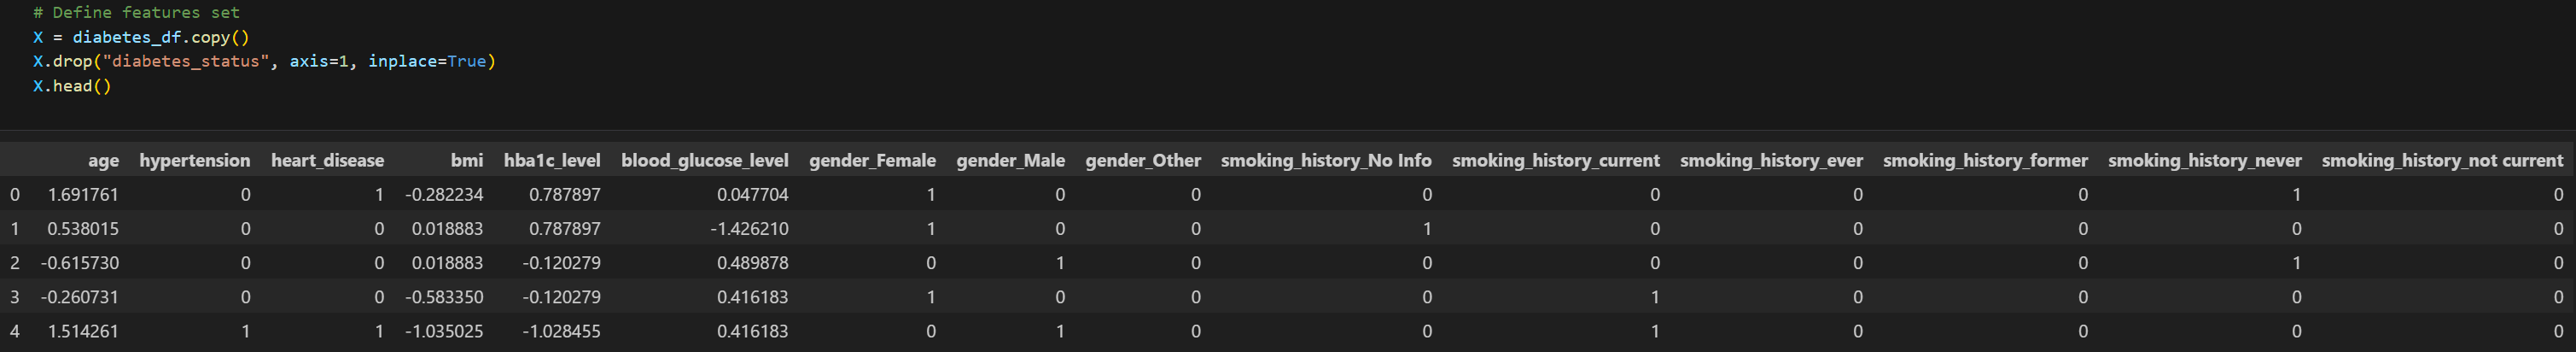 # Define features set
X = diabetes_df.copy()
X.drop("diabetes_status", axis=1, inplace=True)
X.head()
age hypertension heart_disease bmi hba1c_level blood_glucose_level gender_Female gender_Male gender_Other smoking_history_No Info smoking_history_current smoking_history_ever smoking_history_former smoking_history_never smoking_history_not current
0 1.691761 0 1 -0.282234 0.787897 0.047704 1 0 0 0 0 0 0 1 0
1 0.538015 0 0 0.018883 0.787897 -1.426210 1 0 0 1 0 0 0 0 0
2 -0.615730 0 0 0.018883 -0.120279 0.489878 0 1 0 0 0 0 0 1 0
3 -0.260731 0 0 -0.583350 -0.120279 0.416183 1 0 0 0 1 0 0 0 0
4 1.514261 1 1 -1.035025 -1.028455 0.416183 0 1 0 0 1 0 0 0 0